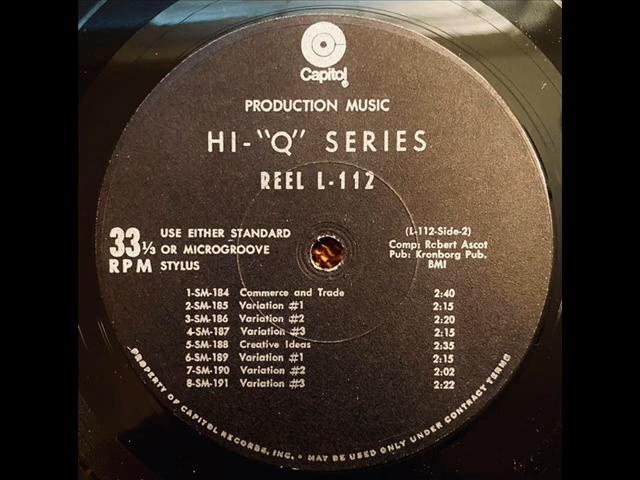 Capitol
®
PRODUCTION MUSIC
HI-"Q" SERIES
REEL L-112
33⅓ RPM
USE EITHER STANDARD
OR MICROGROOVE
STYLUS
(L-112-Side-2)
Comp: Robert Ascot
Pub: Kronborg Pub.
BMI
1-SM-184 Commerce and Trade 2:40
2-SM-185 Variation #1 2:15
3-SM-186 Variation #2 2:20
4-SM-187 Variation #3 2:15
5-SM-188 Creative Ideas 2:35
6-SM-189 Variation #1 2:15
7-SM-190 Variation #2 2:02
8-SM-191 Variation #3 2:22
PROPERTY OF CAPITOL RECORDS, INC. • MAY BE USED ONLY UNDER CONTRACT TERMS